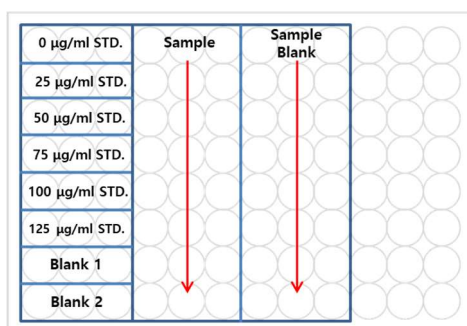 0 μg/ml STD.
25 μg/ml STD.
50 μg/ml STD.
75 μg/ml STD.
100 μg/ml STD.
125 μg/ml STD.
Blank 1
Blank 2
Sample
Sample
Blank